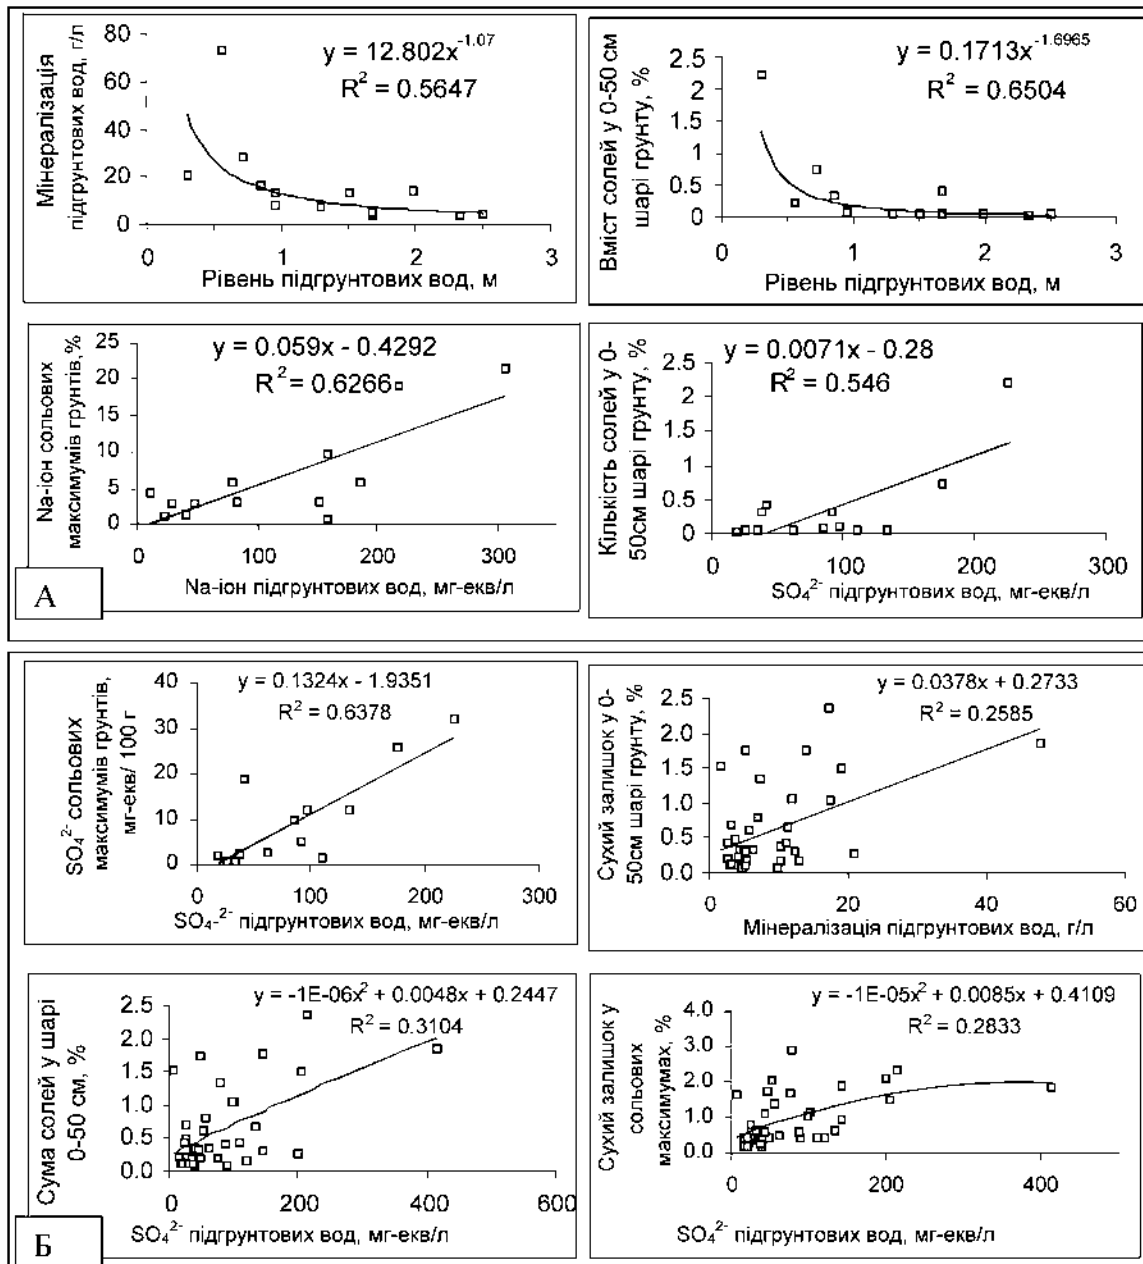 Мінералізація
підгрунтових вод, г/л
80
60
40
20
0
y = 12.802x^-1.07
R² = 0.5647
0 1 2 3
Рівень підгрунтових вод, м
Вміст солей у 0-50 см
шарі грунту, %
2.5
2
1.5
1
0.5
0
y = 0.1713x^-1.6965
R² = 0.6504
0 1 2 3
Рівень підгрунтових вод, м
Na-іон сольових
максимумів грунтів,%
25
20
15
10
5
0
y = 0.059x - 0.4292
R² = 0.6266
0 100 200 300
Na-іон підгрунтових вод, мг-екв/л
А
Кількість солей у 0-
50см шарі грунту, %
2.5
2
1.5
1
0.5
0
y = 0.0071x - 0.28
R² = 0.546
0 100 200 300
SO₄²⁻ підгрунтових вод, мг-екв/л
SO₄²⁻ сольових
максимумів грунтів,
мг-екв/ 100 г
40
30
20
10
0
y = 0.1324x - 1.9351
R² = 0.6378
0 100 200 300
SO₄-²⁻ підгрунтових вод, мг-екв/л
Сухий залишок у 0-
50см шарі грунту, %
2.5
2.0
1.5
1.0
0.5
0.0
y = 0.0378x + 0.2733
R² = 0.2585
0 20 40 60
Мінералізація підгрунтових вод, г/л
Сума солей у шарі
0-50 см, %
2.5
2.0
1.5
1.0
0.5
0.0
y = -1E-06x² + 0.0048x + 0.2447
R² = 0.3104
0 200 400 600
SO₄²⁻ підгрунтових вод, мг-екв/л
Б
Сухий залишок у
сольових
максимумах, %
4.0
3.0
2.0
1.0
0.0
y = -1E-05x² + 0.0085x + 0.4109
R² = 0.2833
0 200 400
SO₄²⁻ підгрунтових вод, мг-екв/л